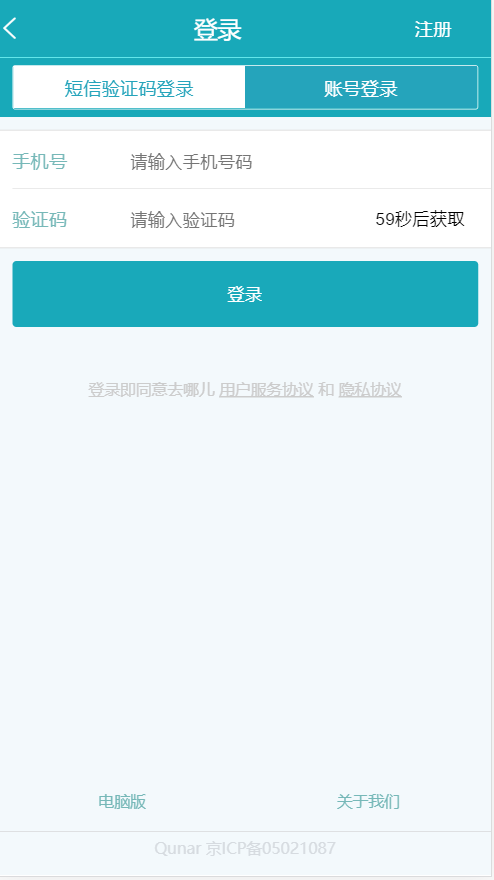 登录 注册
短信验证码登录 账号登录
手机号 请输入手机号码
验证码 请输入验证码 59秒后获取
登录
登录即同意去哪儿 用户服务协议 和 隐私协议
电脑版 关于我们
Qunar 京ICP备05021087